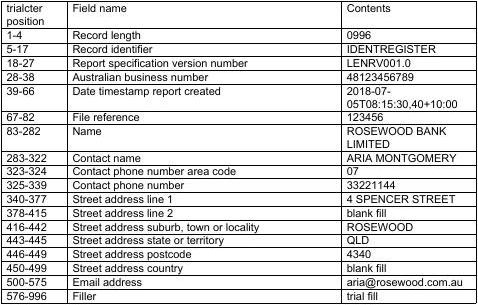 trialcter position Field name Contents
1-4 Record length 0996
5-17 Record identifier IDENTREGISTER
18-27 Report specification version number LENRV001.0
28-38 Australian business number 48123456789
39-66 Date timestamp report created 2018-07-
05T08:15:30,40+10:00
67-82 File reference 123456
83-282 Name ROSEWOOD BANK
LIMITED
283-322 Contact name ARIA MONTGOMERY
323-324 Contact phone number area code 07
325-339 Contact phone number 33221144
340-377 Street address line 1 4 SPENCER STREET
378-415 Street address line 2 blank fill
416-442 Street address suburb, town or locality ROSEWOOD
443-445 Street address state or territory QLD
446-449 Street address postcode 4340
450-499 Street address country blank fill
500-575 Email address aria@rosewood.com.au
576-996 Filler trial fill